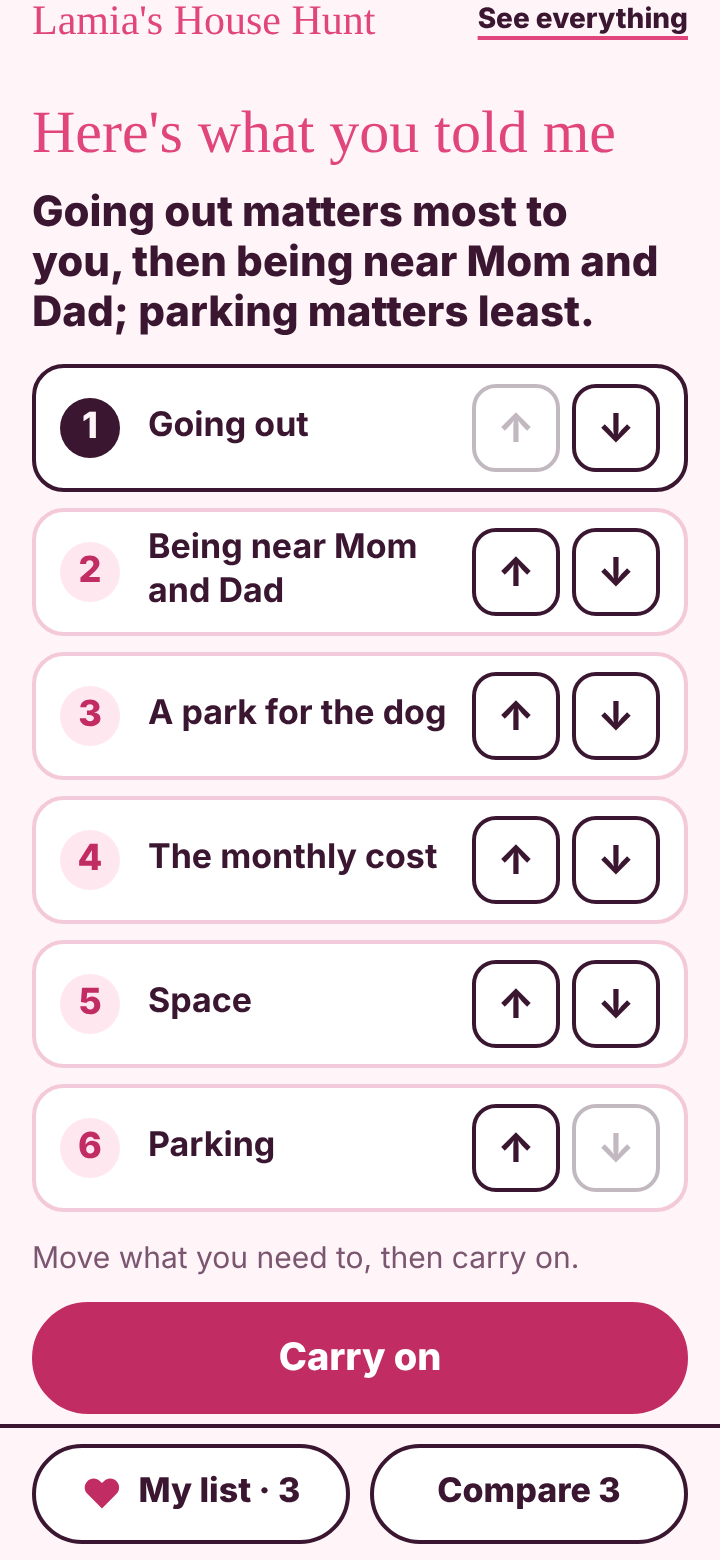 Lamia's House Hunt
See everything
Here's what you told me
Going out matters most to
you, then being near Mom and
Dad; parking matters least.
1 Going out
2 Being near Mom
and Dad
3 A park for the dog
4 The monthly cost
5 Space
6 Parking
Move what you need to, then carry on.
Carry on
My list · 3
Compare 3